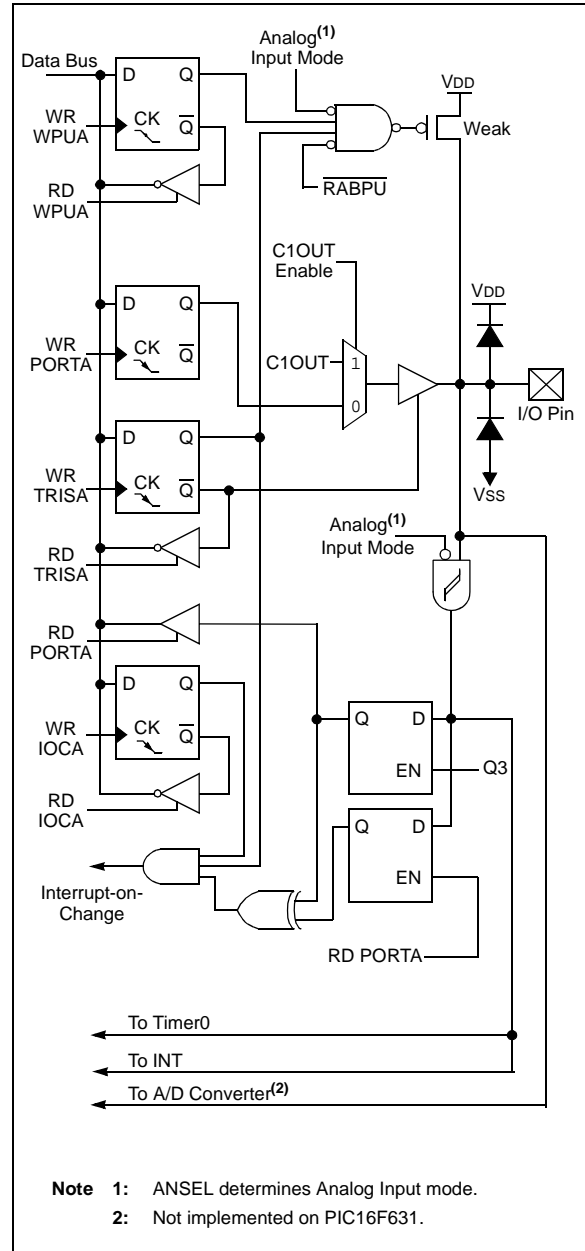 Analog(1)
Input Mode
Data Bus
D Q
VDD
WR
WPUA
CK Q
Weak
RD
WPUA
RABPU
C1OUT
Enable
VDD
D Q
WR
PORTA
CK Q
C1OUT
1
0
I/O Pin
D Q
WR
TRISA
CK Q
VSS
Analog(1)
Input Mode
RD
TRISA
RD
PORTA
D Q
WR
IOCA
CK Q
Q D
EN
Q3
RD
IOCA
Q D
EN
Interrupt-on-
Change
RD PORTA
To Timer0
To INT
To A/D Converter(2)
Note 1: ANSEL determines Analog Input mode.
2: Not implemented on PIC16F631.